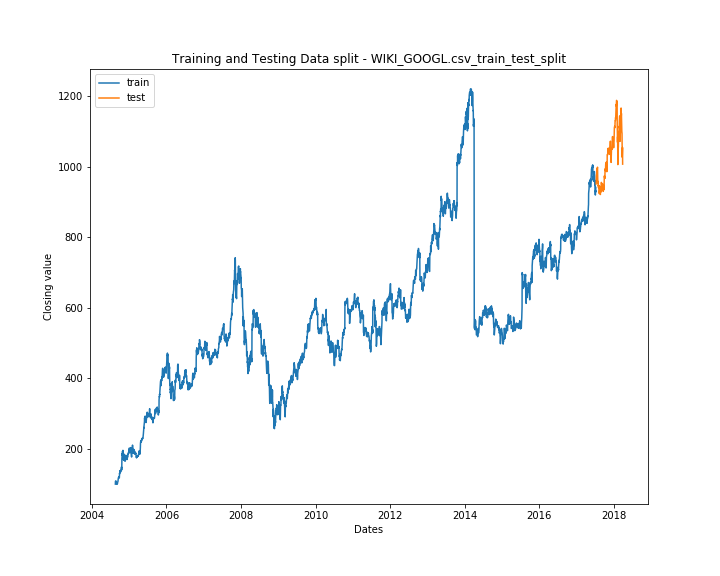 Training and Testing Data split - WIKI_GOOGL.csv_train_test_split
train
test
1200
1000
800
600
400
200
Closing value
2004 2006 2008 2010 2012 2014 2016 2018
Dates